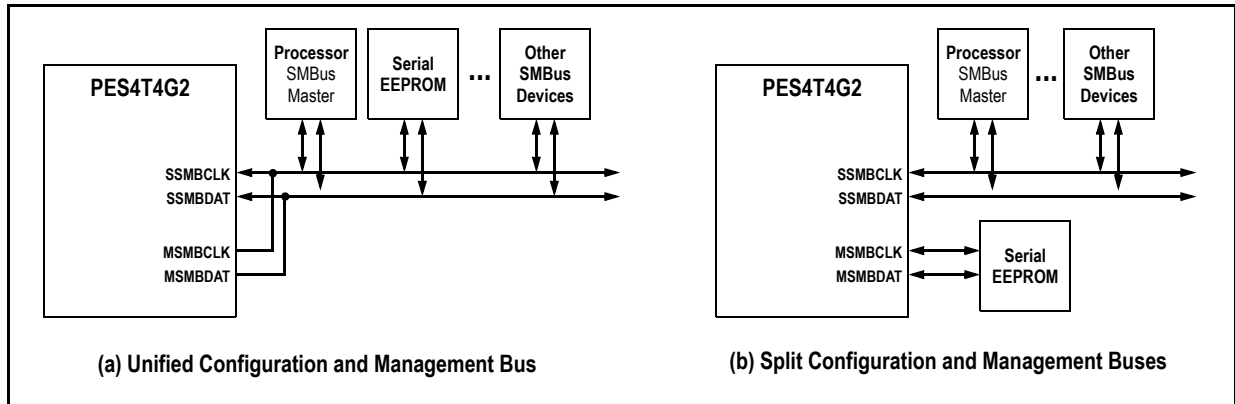 PES4T4G2
Processor
SMBus
Master
Serial
EEPROM
...
Other
SMBus
Devices
SSMBCLK
SSMBDAT
MSMBCLK
MSMBDAT
(a) Unified Configuration and Management Bus
PES4T4G2
Processor
SMBus
Master
...
Other
SMBus
Devices
SSMBCLK
SSMBDAT
MSMBCLK
MSMBDAT
Serial
EEPROM
(b) Split Configuration and Management Buses